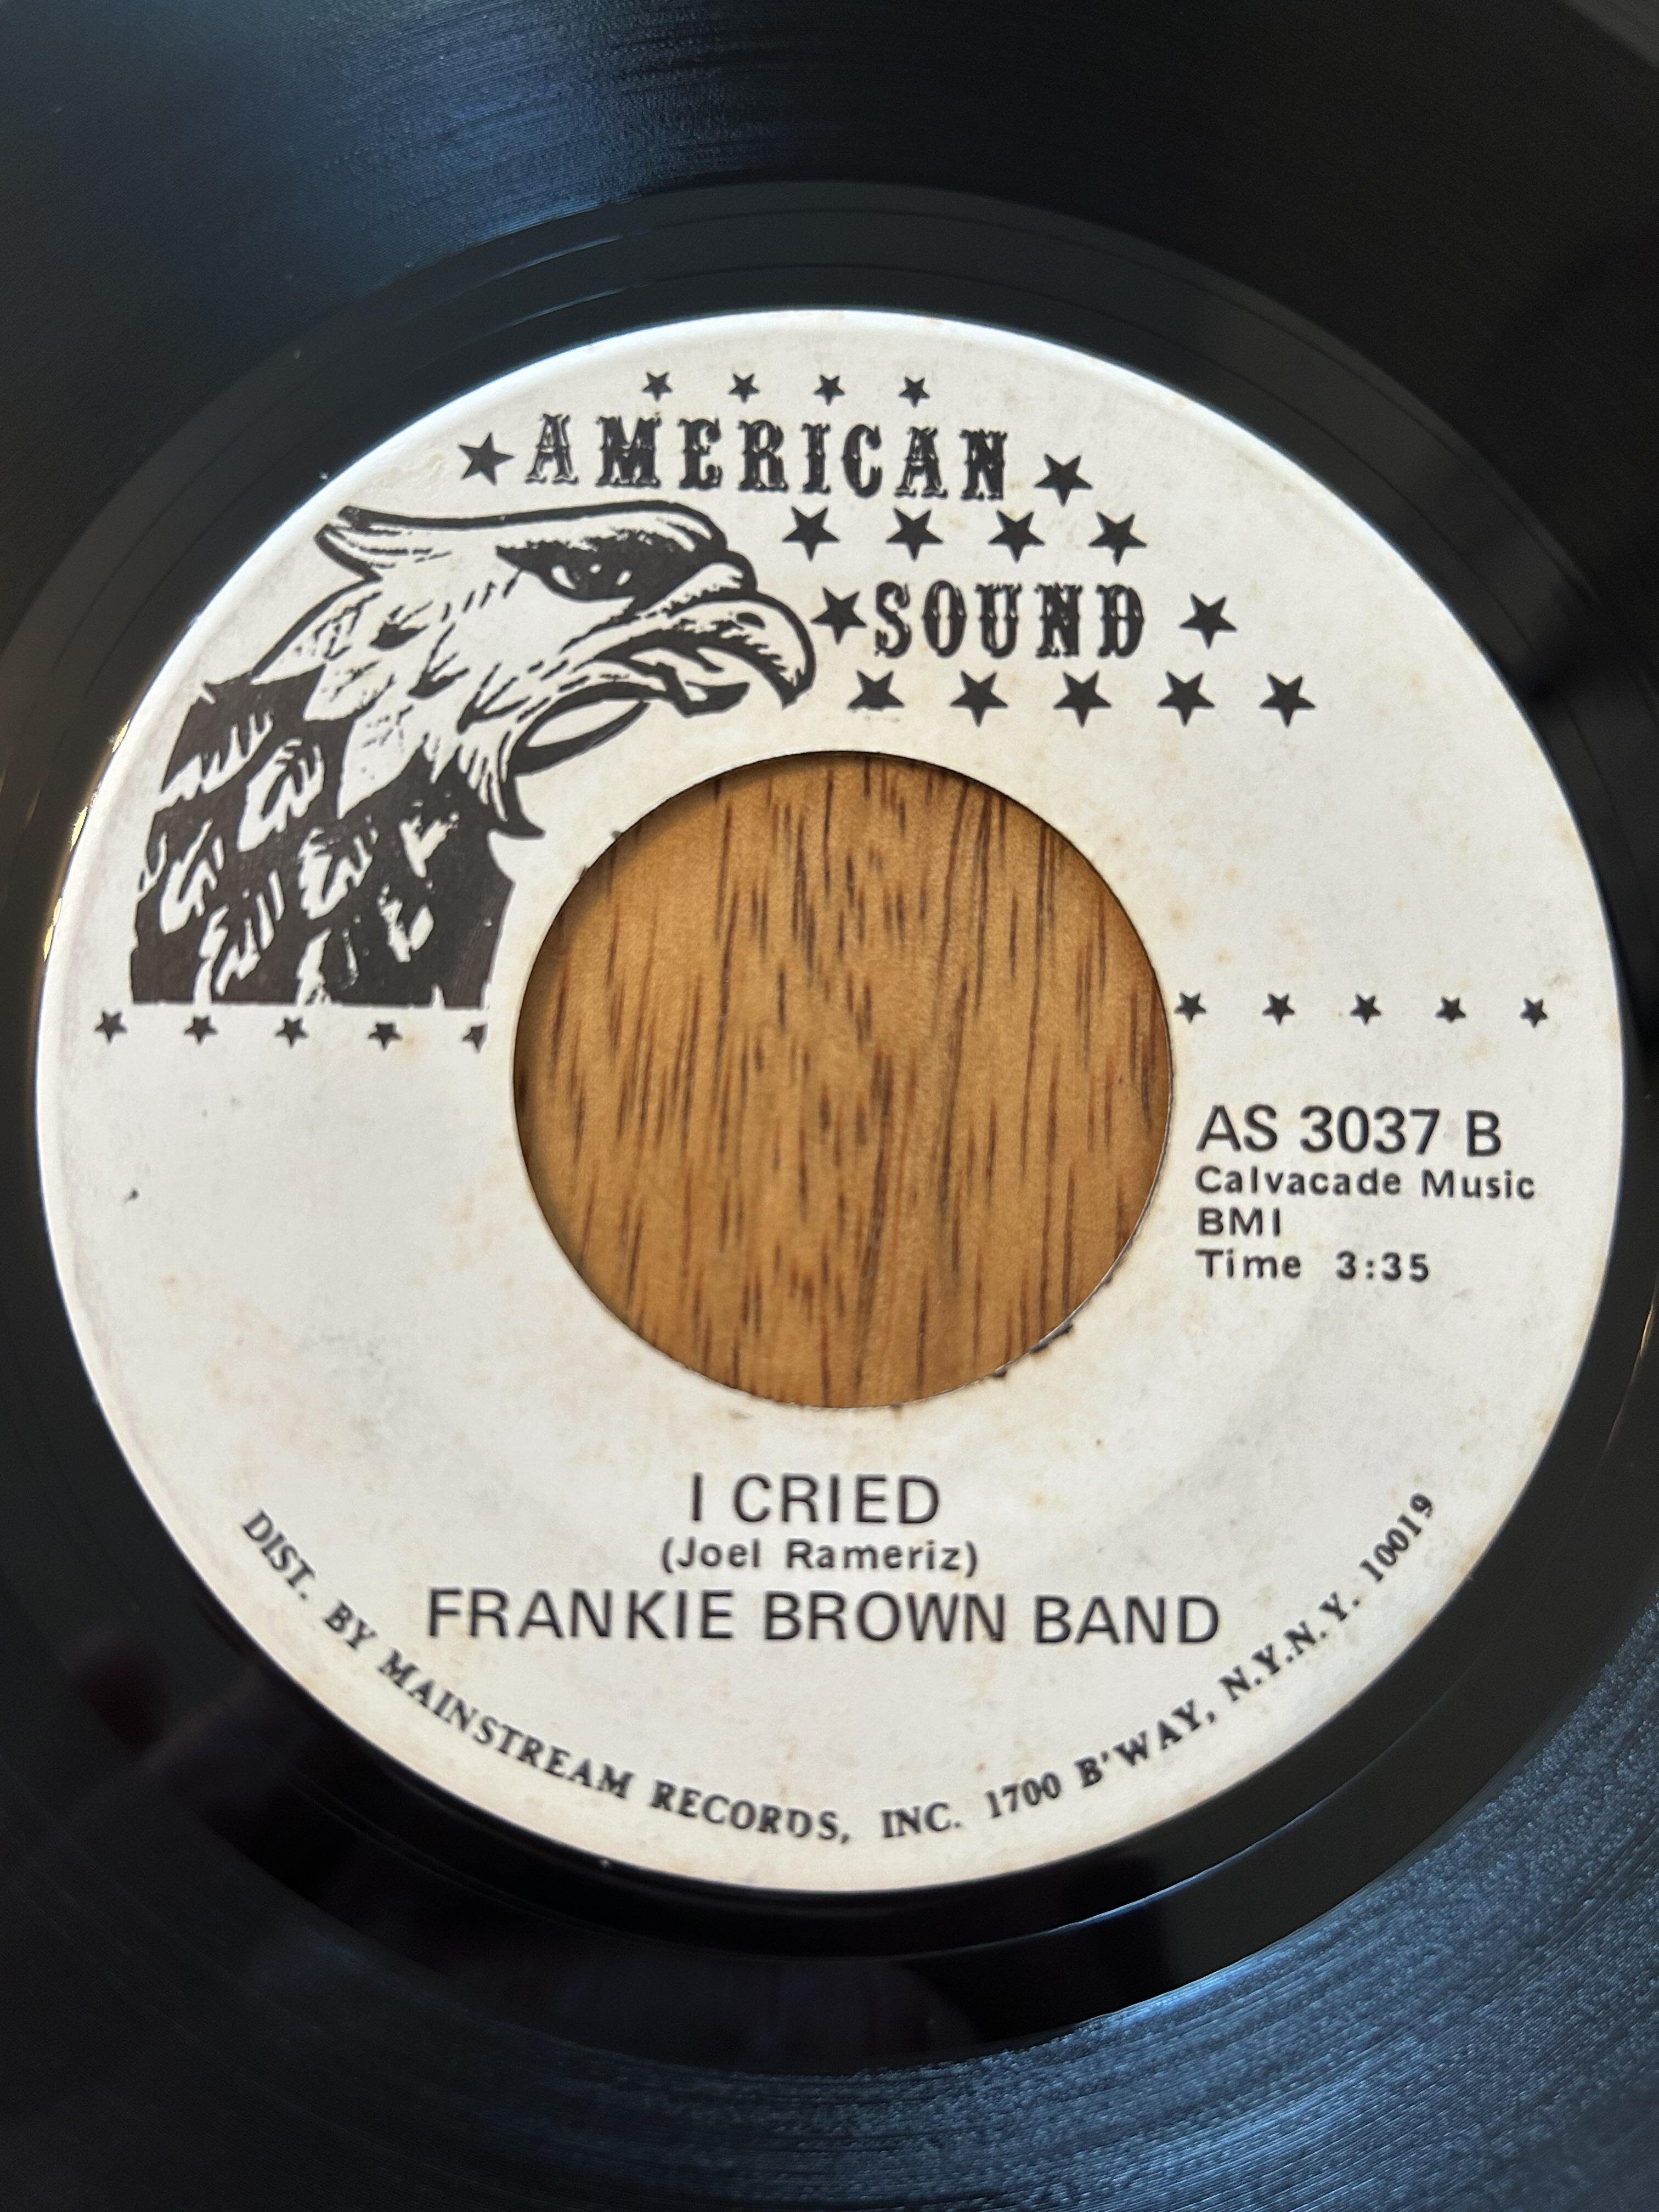 AMERICAN
SOUND
AS 3037 B
Calvacade Music
BMI
Time 3:35
I CRIED
(Joel Rameriz)
FRANKIE BROWN BAND
DIST. BY MAINSTREAM RECORDS, INC. 1700 B'WAY, N.Y.N.Y. 10019